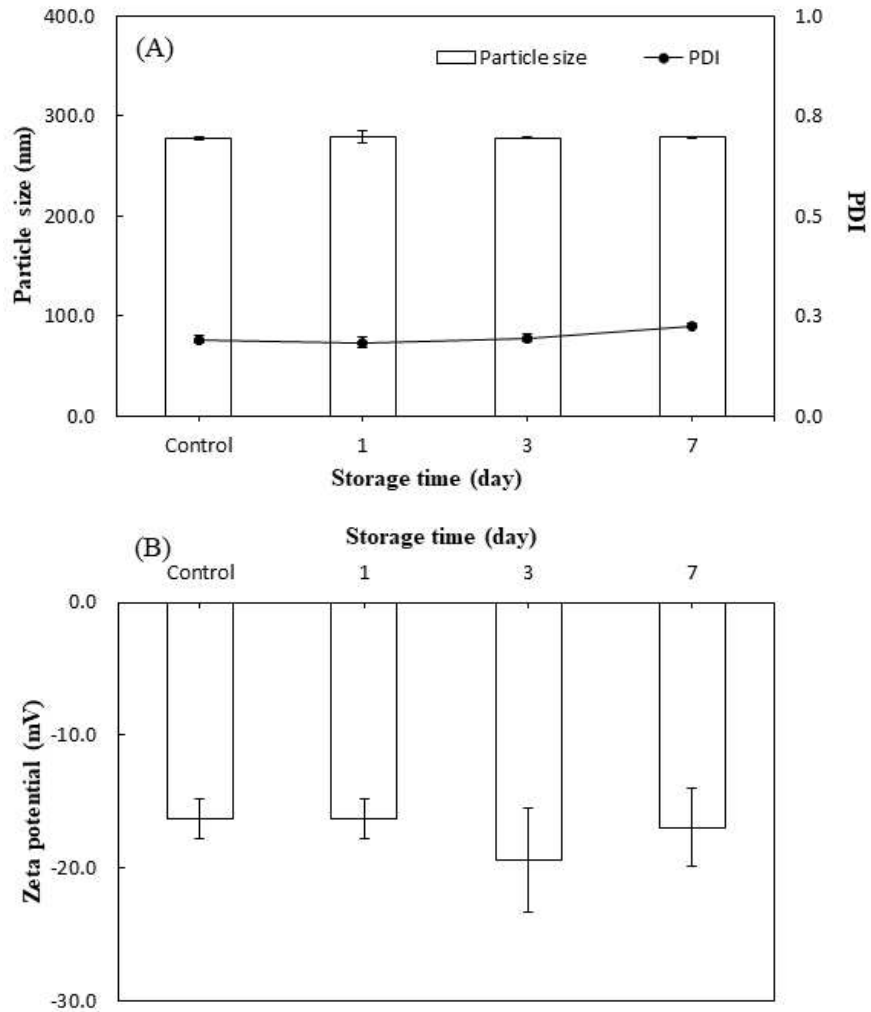 400.0
1.0
(A)
Particle size
PDI
300.0
0.8
Particle size (nm)
200.0
0.5
PDI
100.0
0.3
0.0
0.0
Control
1
3
7
Storage time (day)
(B)
Storage time (day)
Control
1
3
7
0.0
-10.0
Zeta potential (mV)
-20.0
-30.0